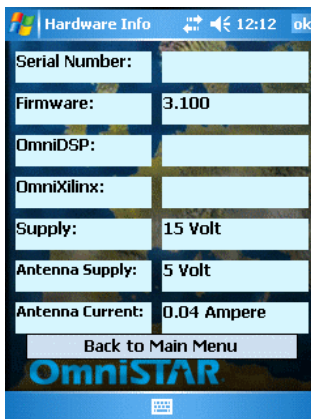 Hardware Info 12:12 ok
Serial Number:
Firmware: 3.100
OmniDSP:
OmniXilinx:
Supply: 15 Volt
Antenna Supply: 5 Volt
Antenna Current: 0.04 Ampere
Back to Main Menu
OmniSTAR